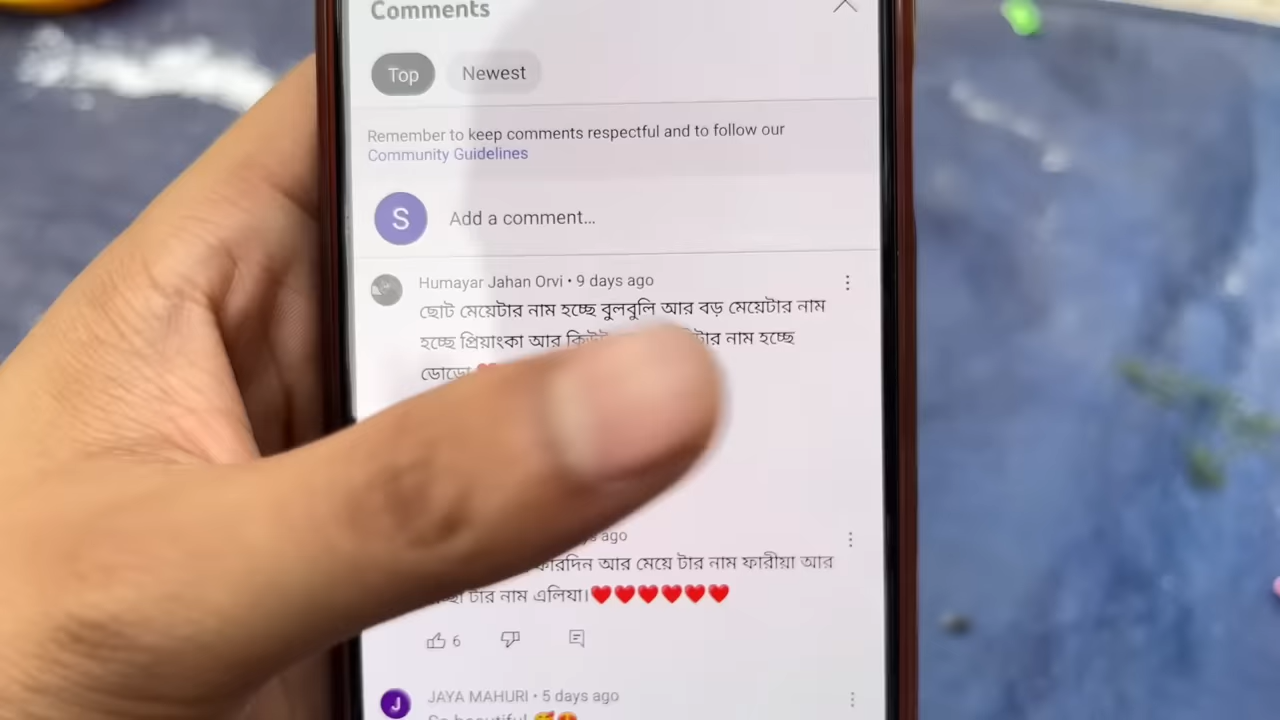 Comments
Top
Newest
Remember to keep comments respectful and to follow our
Community Guidelines
S
Add a comment...
Humayar Jahan Orvi • 9 days ago
ছোট মেয়েটার নাম হচ্ছে বুলবুলি আর বড় মেয়েটার নাম
হচ্ছে প্রিয়াংকা আর নাম হচ্ছে
ago
আর মেয়ে টার নাম ফারীয়া আর
টার নাম এলিযা।❤️❤️❤️❤️❤️❤️
6
J
JAYA MAHURI • 5 days ago
So beautiful 🥰😍